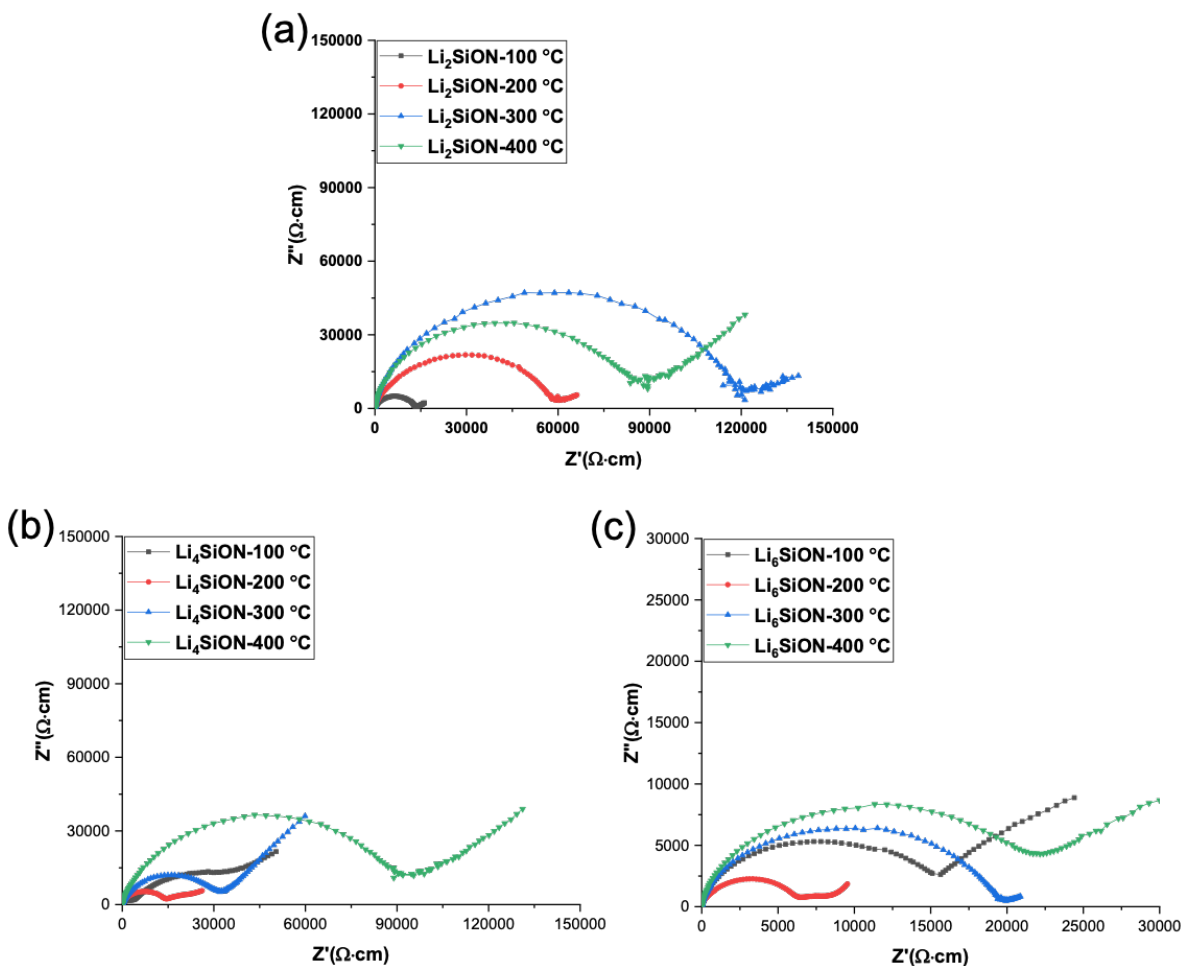 (a)
150000
120000
90000
60000
30000
0
Z"(Ω·cm)
Li₂SiON-100 °C
Li₂SiON-200 °C
Li₂SiON-300 °C
Li₂SiON-400 °C
0 30000 60000 90000 120000 150000
Z'(Ω·cm)
(b)
150000
120000
90000
60000
30000
0
Z"(Ω·cm)
Li₄SiON-100 °C
Li₄SiON-200 °C
Li₄SiON-300 °C
Li₄SiON-400 °C
0 30000 60000 90000 120000 150000
Z'(Ω·cm)
(c)
30000
25000
20000
15000
10000
5000
0
Z"(Ω·cm)
Li₆SiON-100 °C
Li₆SiON-200 °C
Li₆SiON-300 °C
Li₆SiON-400 °C
0 5000 10000 15000 20000 25000 30000
Z'(Ω·cm)